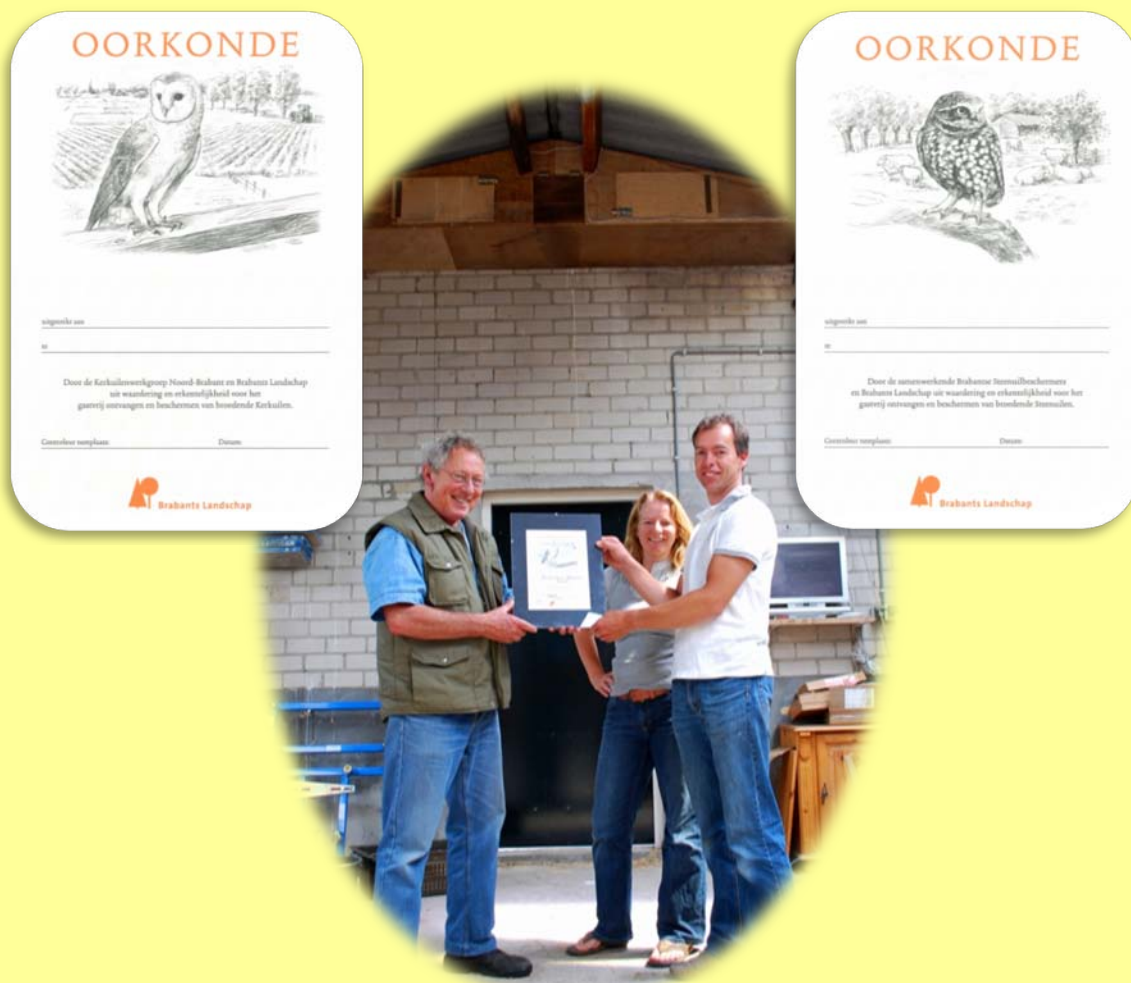 OORKONDE
uitgereikt aan
te
Door de Kerkuilenwerkgroep Noord-Brabant en Brabants Landschap
uit waardering en erkentelijkheid voor het
gastvrij ontvangen en beschermen van broedende Kerkuilen.
Controleur nestplaats: Datum:
Brabants Landschap
OORKONDE
uitgereikt aan
te
Door de samenwerkende Brabantse Steenuilbeschermers
en Brabants Landschap uit waardering en erkentelijkheid voor het
gastvrij ontvangen en beschermen van broedende Steenuilen.
Controleur nestplaats: Datum:
Brabants Landschap